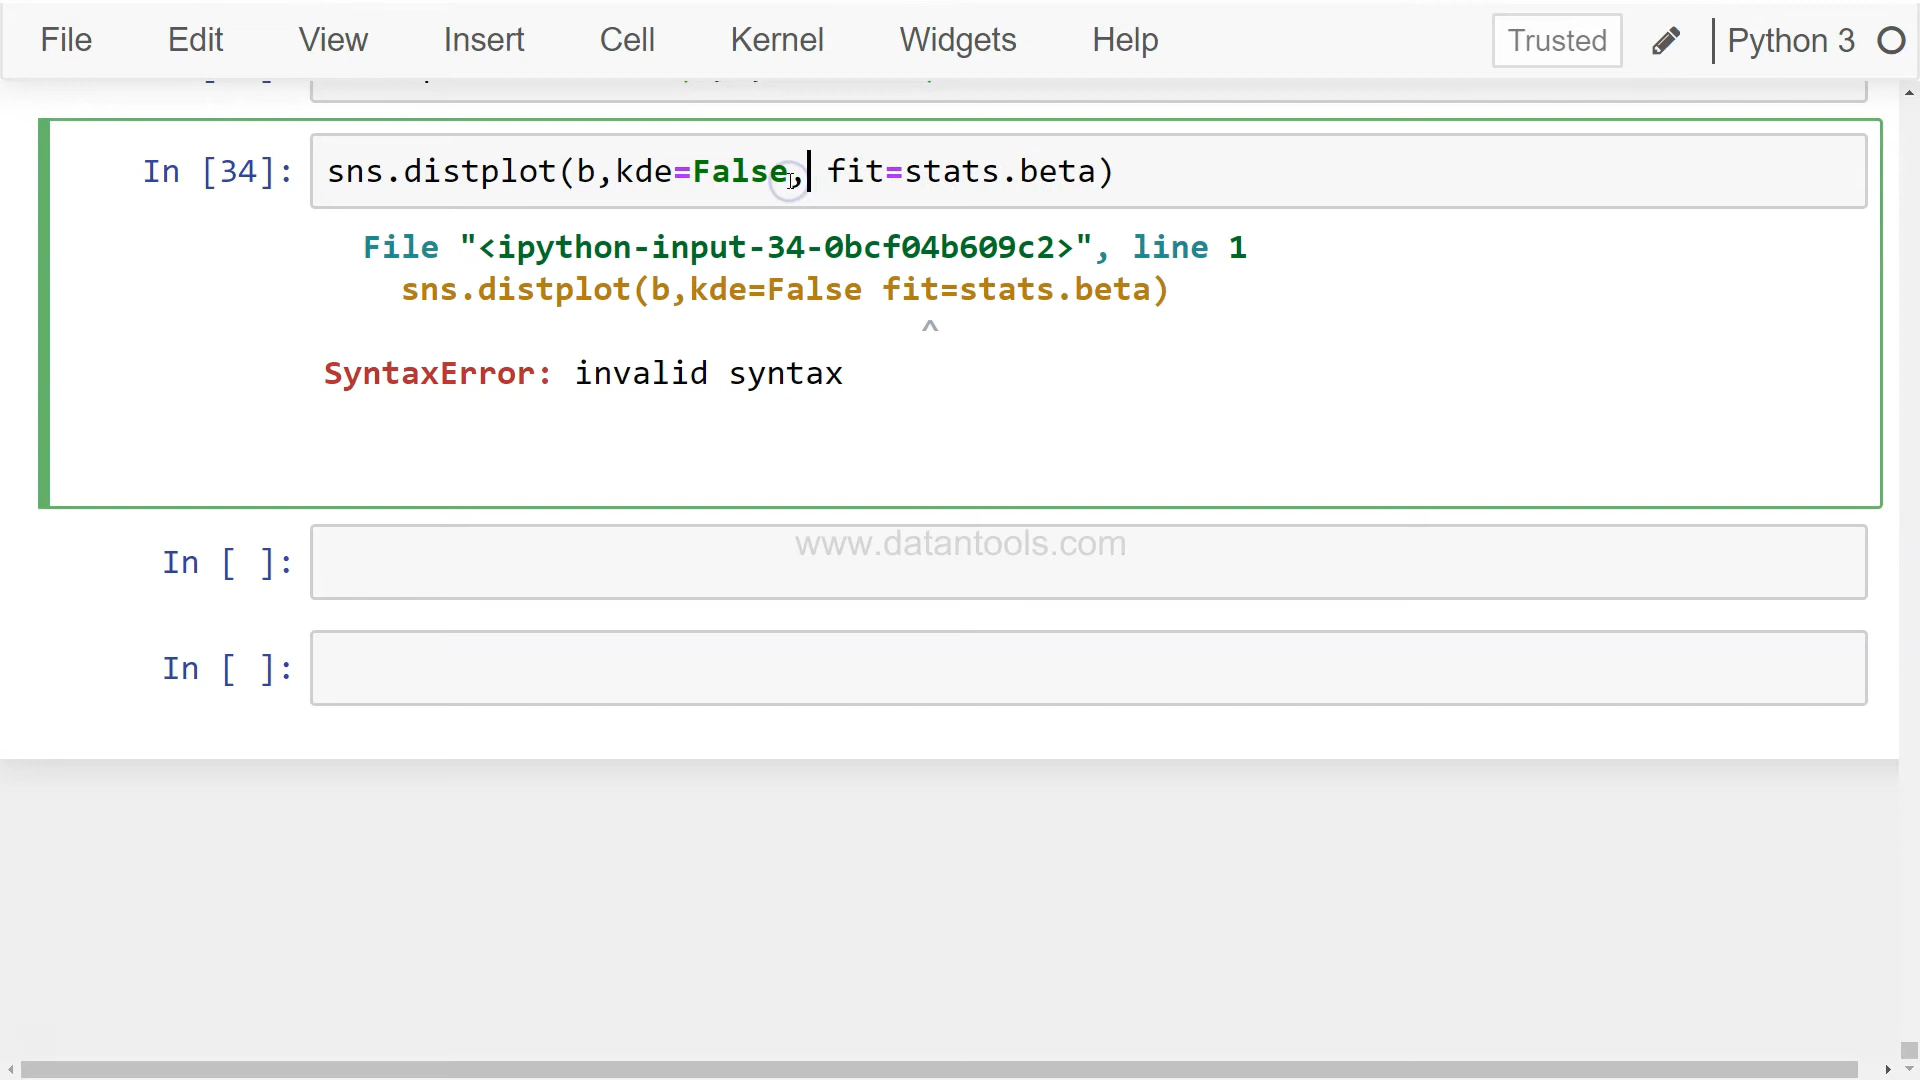 File Edit View Insert Cell Kernel Widgets Help Trusted Python 3
In [34]: sns.distplot(b,kde=False, fit=stats.beta)
File "<ipython-input-34-0bcf04b609c2>", line 1
sns.distplot(b,kde=False fit=stats.beta)
^
SyntaxError: invalid syntax
www.datantools.com
In [ ]:
In [ ]: